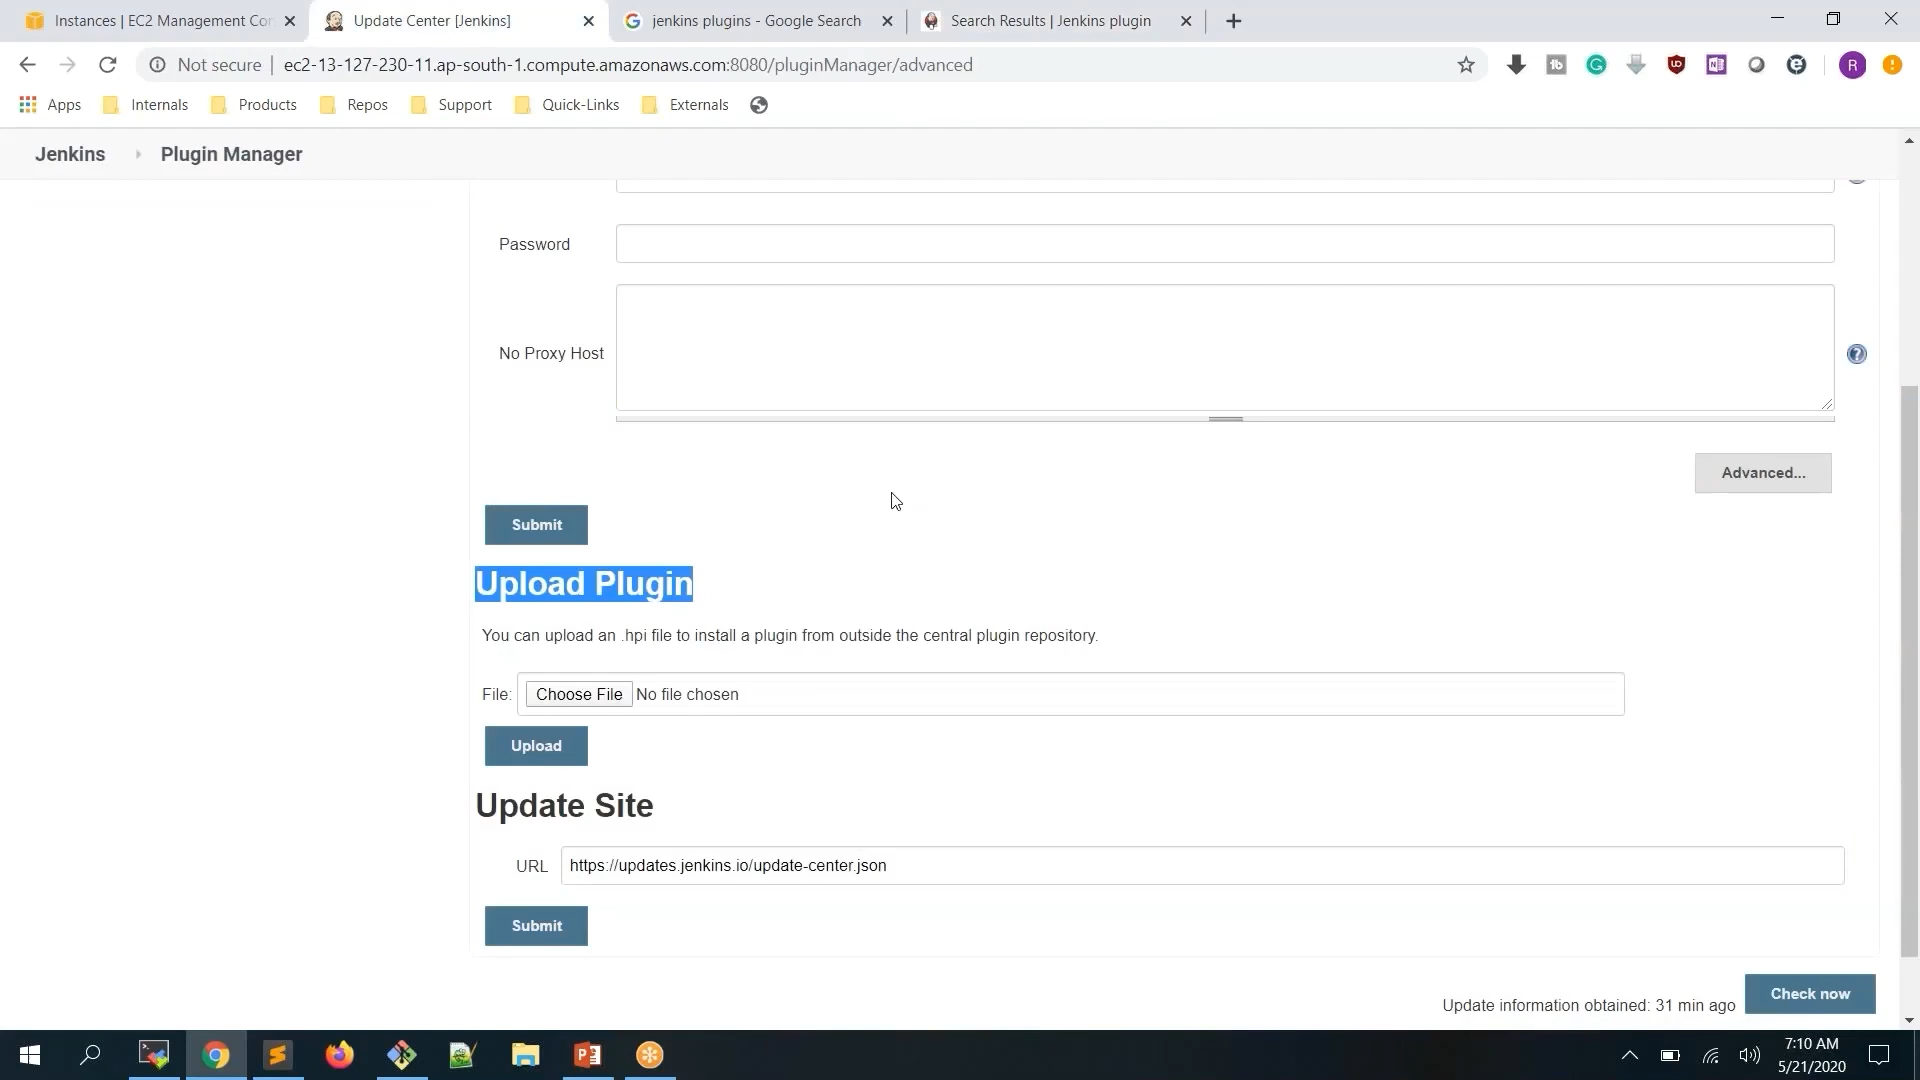 Instances | EC2 Management Con
Update Center [Jenkins]
jenkins plugins - Google Search
Search Results | Jenkins plugin
Not secure | ec2-13-127-230-11.ap-south-1.compute.amazonaws.com:8080/pluginManager/advanced
R
Apps
Internals
Products
Repos
Support
Quick-Links
Externals
Jenkins
Plugin Manager
Password
No Proxy Host
Advanced...
Submit
Upload Plugin
You can upload an .hpi file to install a plugin from outside the central plugin repository.
File: Choose File No file chosen
Upload
Update Site
URL https://updates.jenkins.io/update-center.json
Submit
Update information obtained: 31 min ago
Check now
7:10 AM
5/21/2020